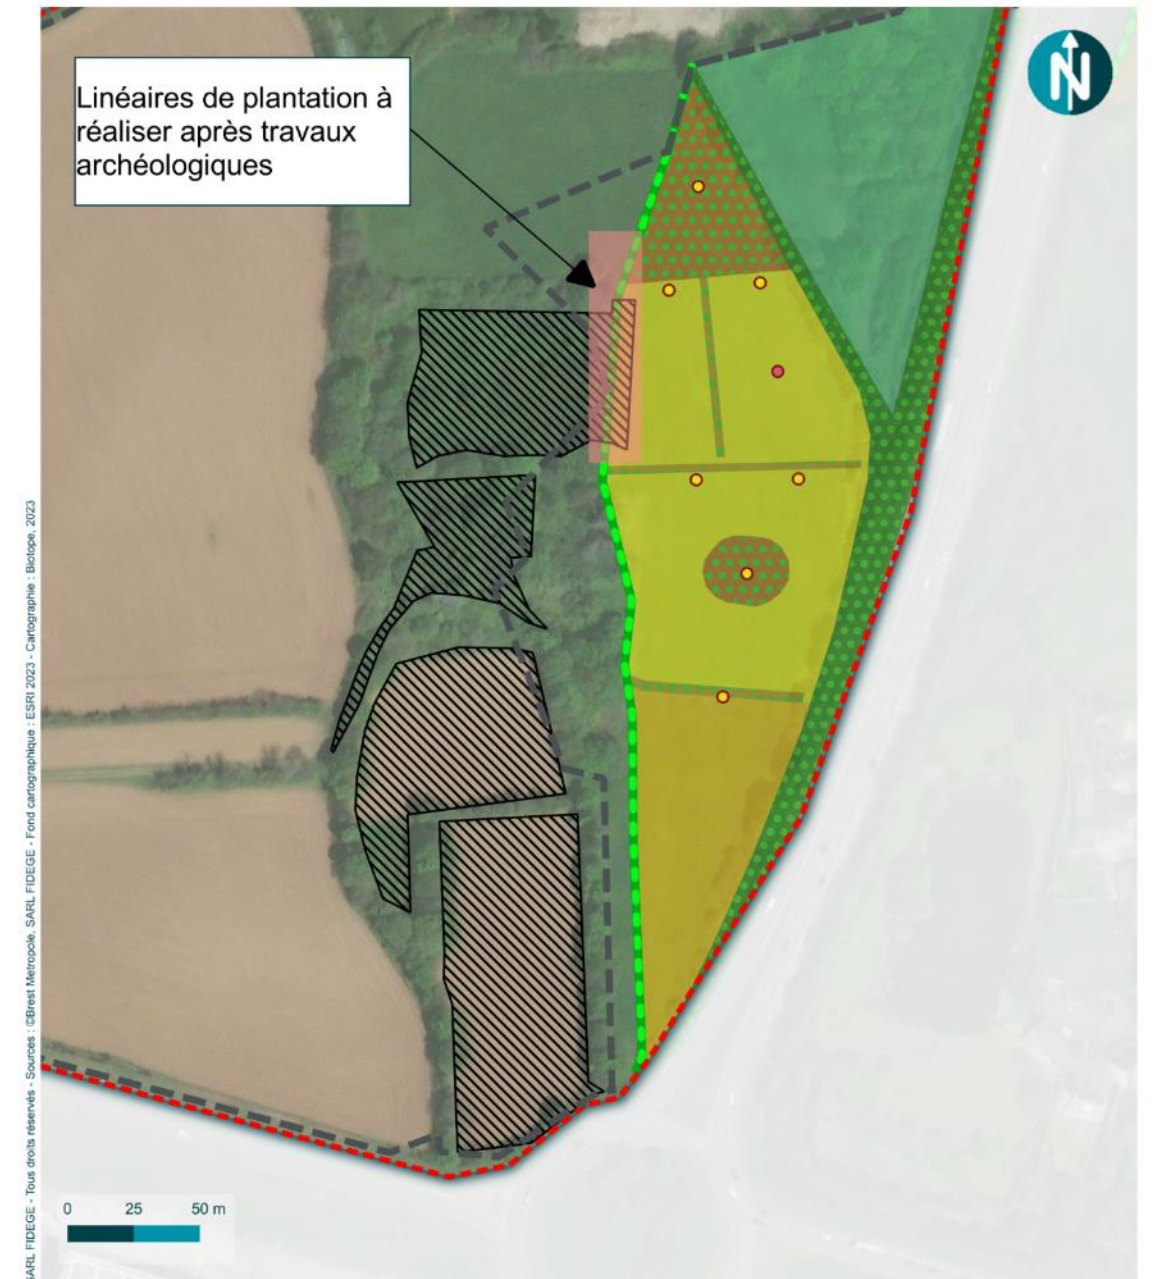 Linéaires de plantation à
réaliser après travaux
archéologiques
N
0 25 50 m
SARL FIDEGE - Tous droits réservés - Sources : ©Brest Metropole, SARL FIDEGE - Fond cartographique : ESRI 2023 - Cartographie : Biotope, 2023